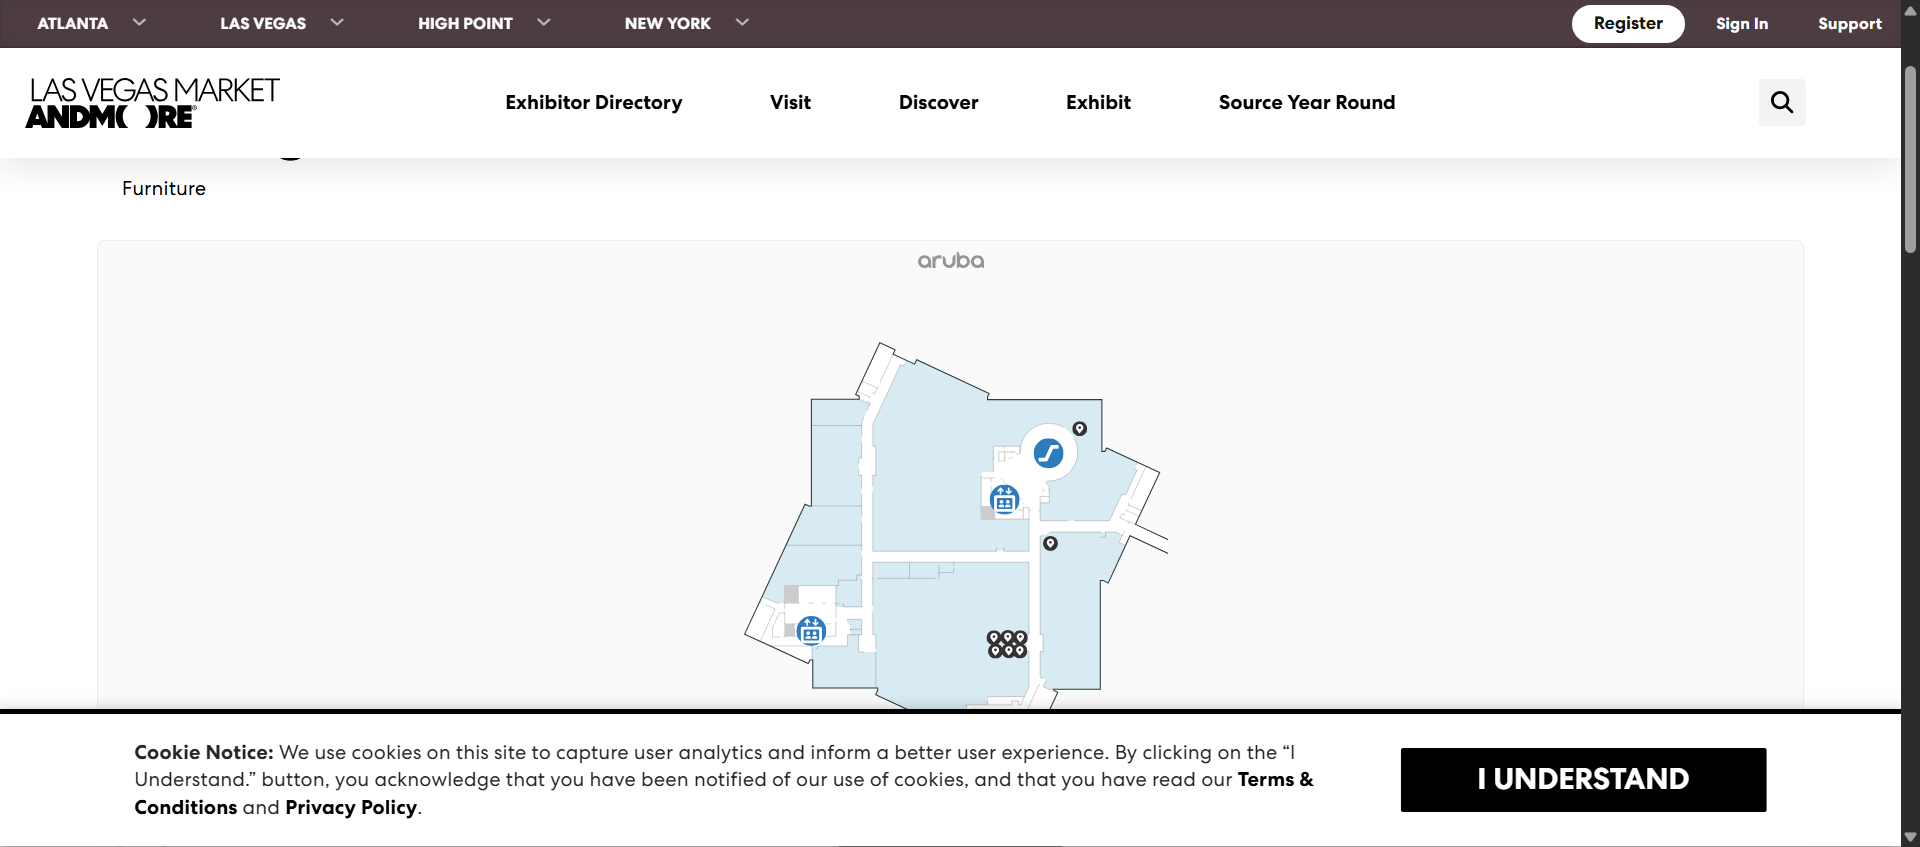 ATLANTA LAS VEGAS HIGH POINT NEW YORK Register Sign In Support
LAS VEGAS MARKET
ANDMORE®
Exhibitor Directory Visit Discover Exhibit Source Year Round
Furniture
aruba
Cookie Notice: We use cookies on this site to capture user analytics and inform a better user experience. By clicking on the “I
Understand.” button, you acknowledge that you have been notified of our use of cookies, and that you have read our Terms &
Conditions and Privacy Policy.
I UNDERSTAND